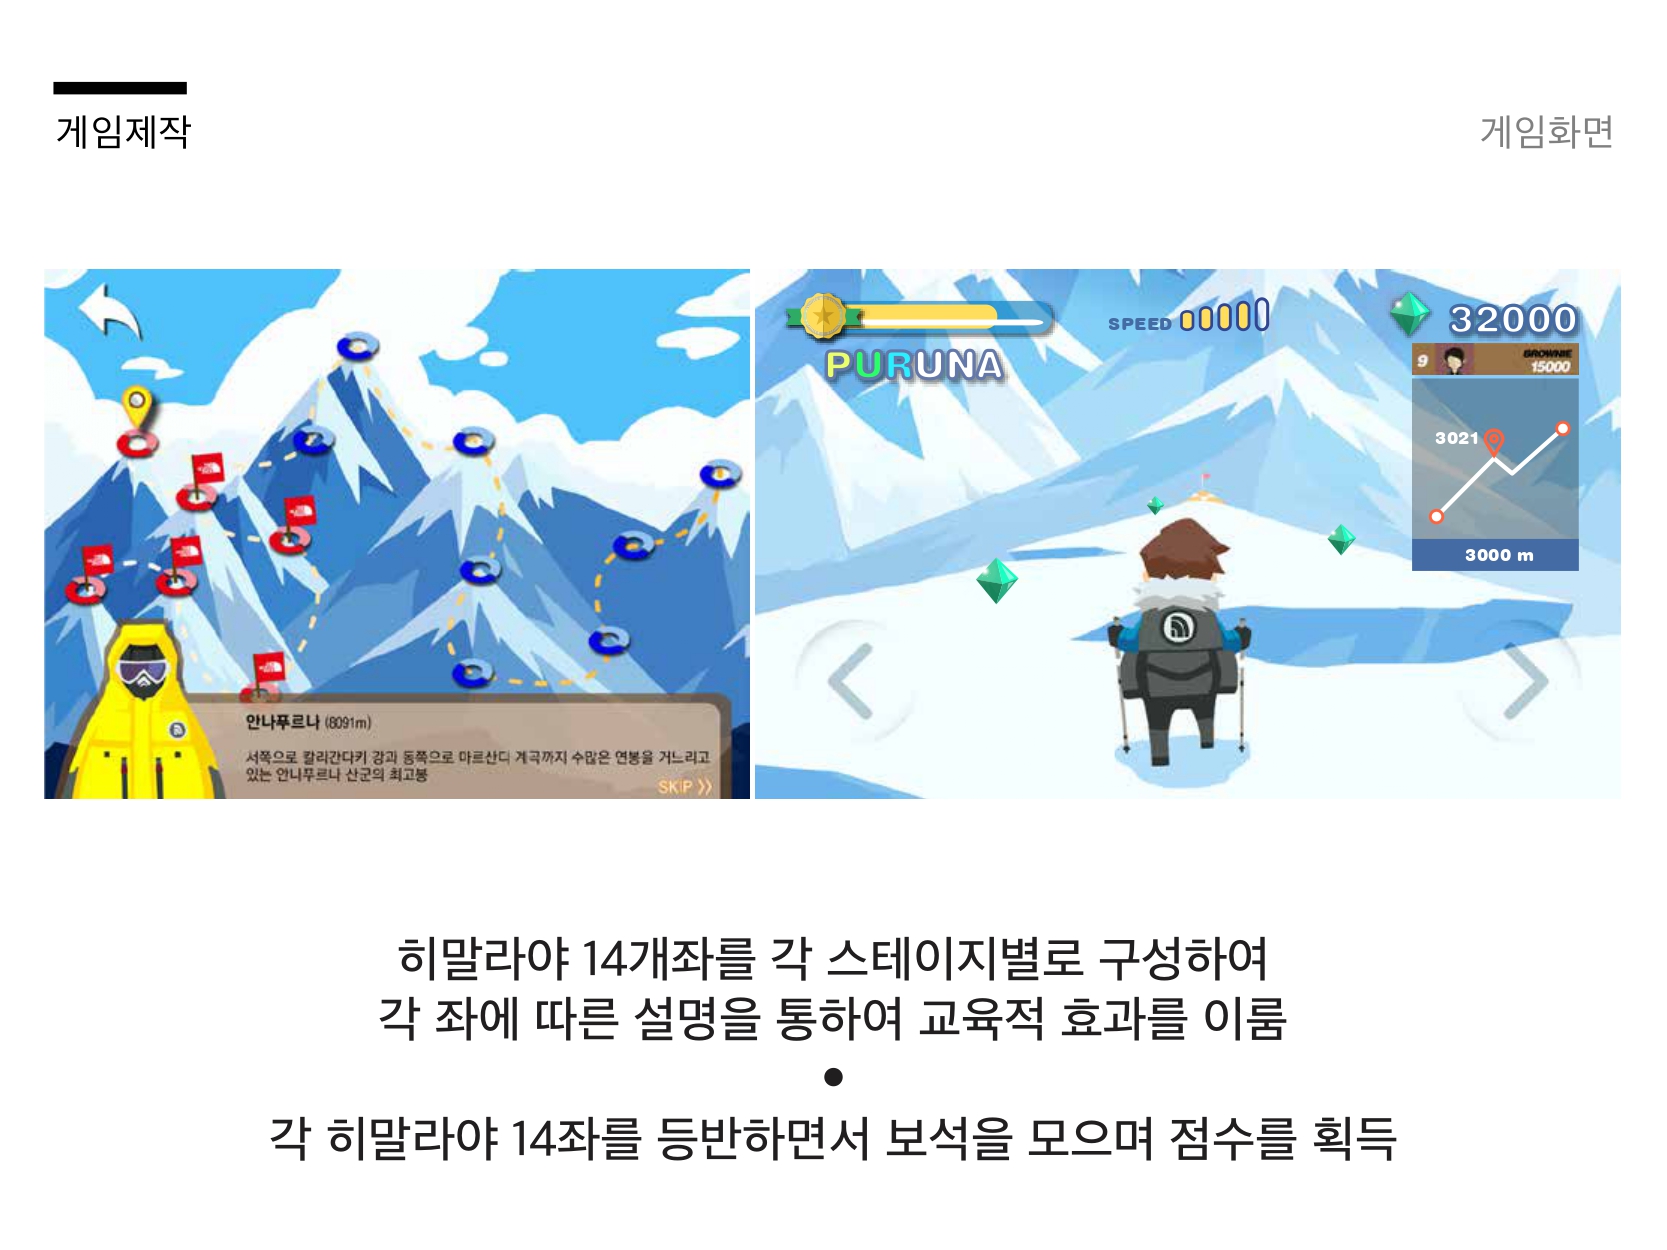 게임제작
게임화면
SPEED
32000
PURUNA
9
BROWNIE
15000
3021
3000 m
안나푸르나 (8091m)
서쪽으로 칼리간다키 강과 동쪽으로 마르샨디 계곡까지 수많은 연봉을 거느리고
있는 안나푸르나 산군의 최고봉
SKIP
히말라야 14개좌를 각 스테이지별로 구성하여
각 좌에 따른 설명을 통하여 교육적 효과를 이룸
각 히말라야 14좌를 등반하면서 보석을 모으며 점수를 획득